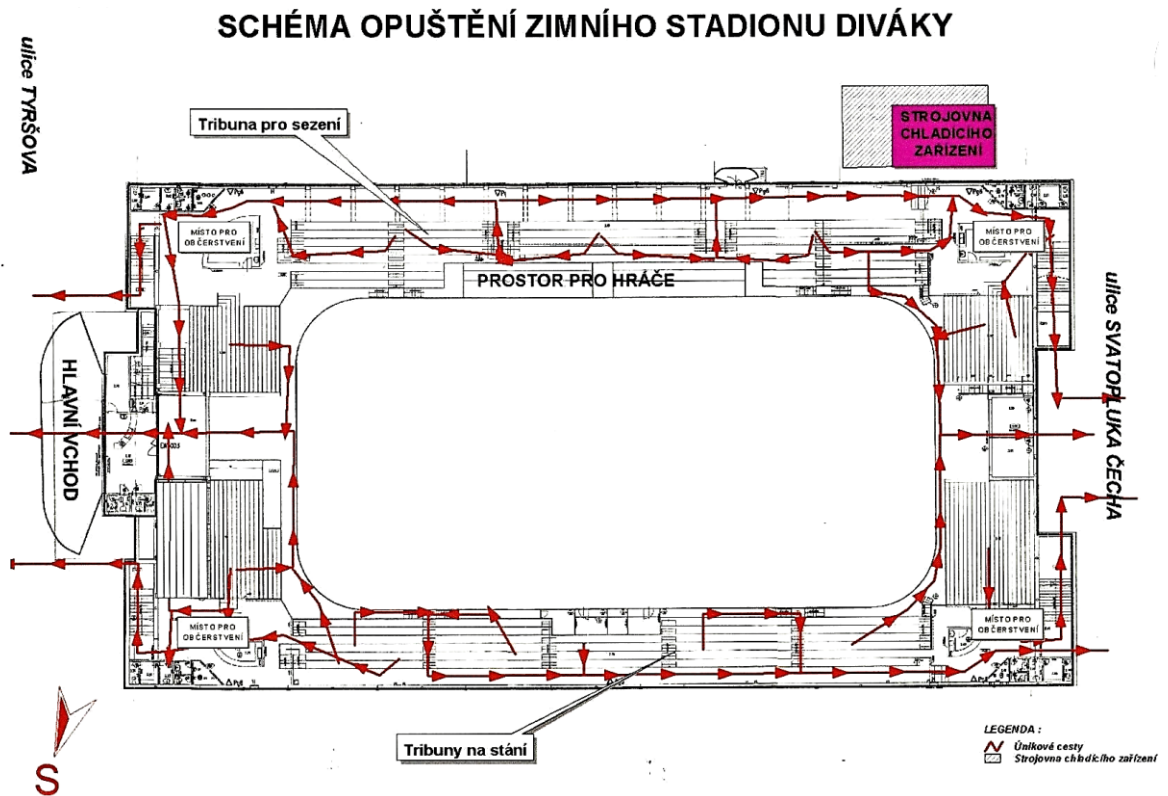 SCHÉMA OPUŠTĚNÍ ZIMNÍHO STADIONU DIVÁKY
ulice TYRŠOVA
Tribuna pro sezení
STROJOVNA
CHLADÍCÍHO
ZAŘÍZENÍ
MÍSTO PRO
OBČERSTVENÍ
MÍSTO PRO
OBČERSTVENÍ
PROSTOR PRO HRÁČE
ulice SVATOPLUKA ČECHA
HLAVNÍ VCHOD
MÍSTO PRO
OBČERSTVENÍ
MÍSTO PRO
OBČERSTVENÍ
Tribuny na stání
S
LEGENDA :
Únikové cesty
Strojovna chladícího zařízení